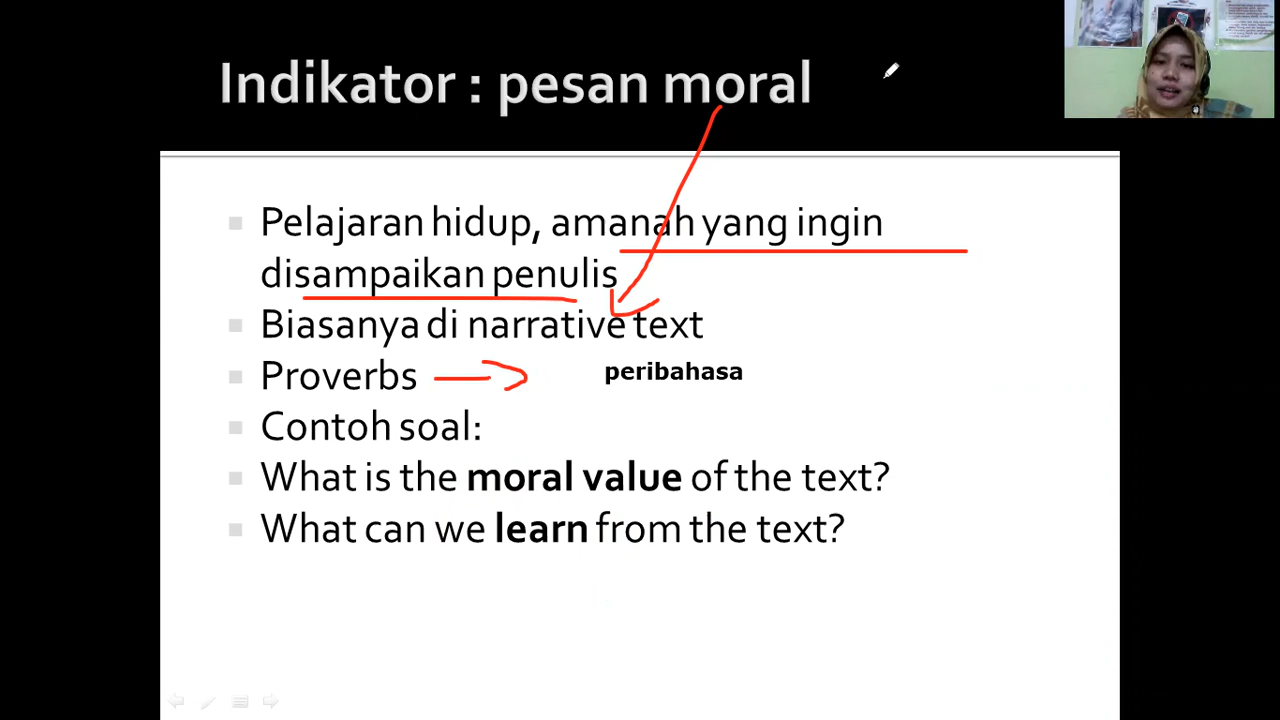 Indikator : pesan moral
Pelajaran hidup, amanah yang ingin
disampaikan penulis
Biasanya di narrative text
Proverbs
peribahasa
Contoh soal:
What is the moral value of the text?
What can we learn from the text?